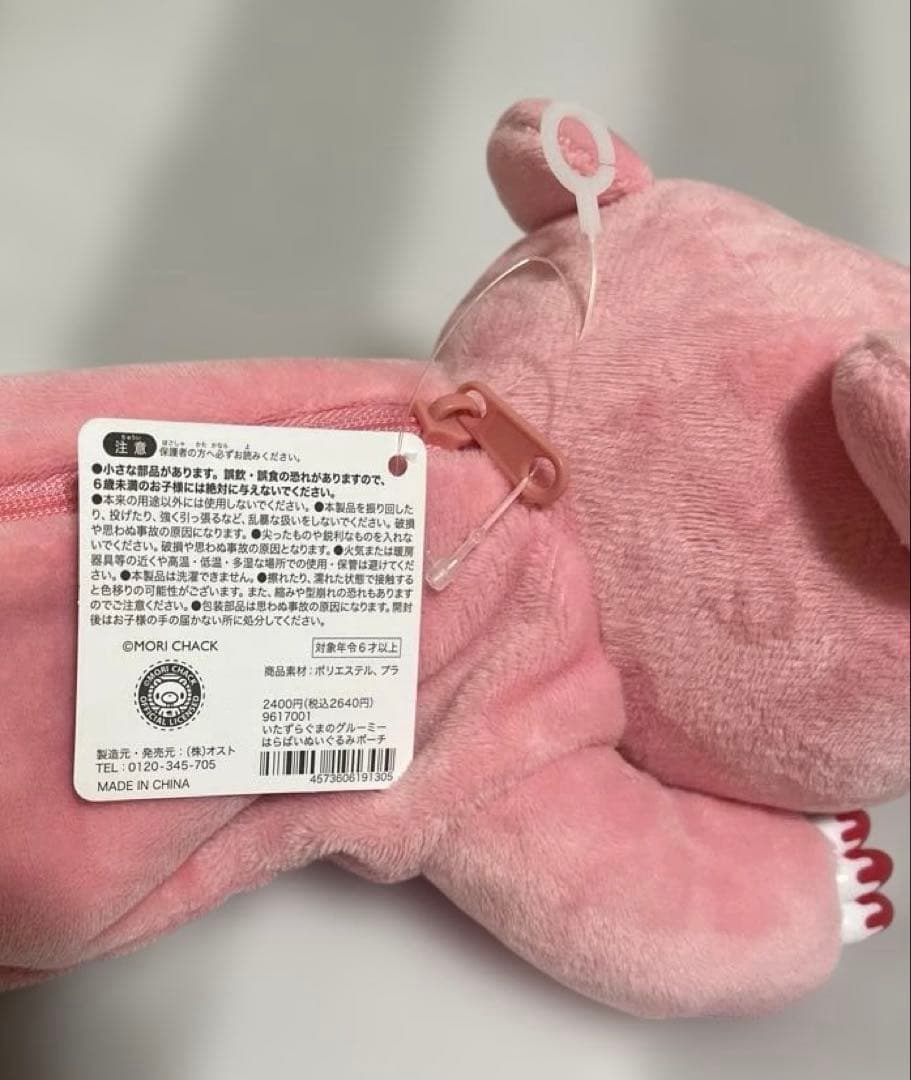 注意 保護者の方へ必ずお読みください。
●小さな部品があります。誤飲・誤食の恐れがありますので、
6歳未満のお子様には絶対に与えないでください。
●本来の用途以外には使用しないでください。●本製品を振り回した
り、投げたり、強く引っ張るなど、乱暴な扱いをしないでください。破損
や思わぬ事故の原因になります。●尖ったものや鋭利なものを入れな
いでください。破損や思わぬ事故の原因となります。●火気または暖房
器具等の近くや高温・低温・多湿な場所での使用・保管は避けてくだ
さい。●本製品は洗濯できません。●擦れたり、濡れた状態で接触する
と色移りの可能性がございます。また、縮みや型崩れの恐れもあります
のでご注意ください。●包装部品は思わぬ事故の原因になります。開封
後はお子様の手の届かない所に処分してください。
©MORI CHACK
対象年令6才以上
©MORI CHACK OFFICIAL LICENSED
商品素材：ポリエステル、プラ
2400円(税込2640円)
9617001
いたずらぐまのグルーミー
はらばいぬいぐるみポーチ
製造元・発売元：(株)オスト
TEL：0120-345-705
MADE IN CHINA
4573606191305